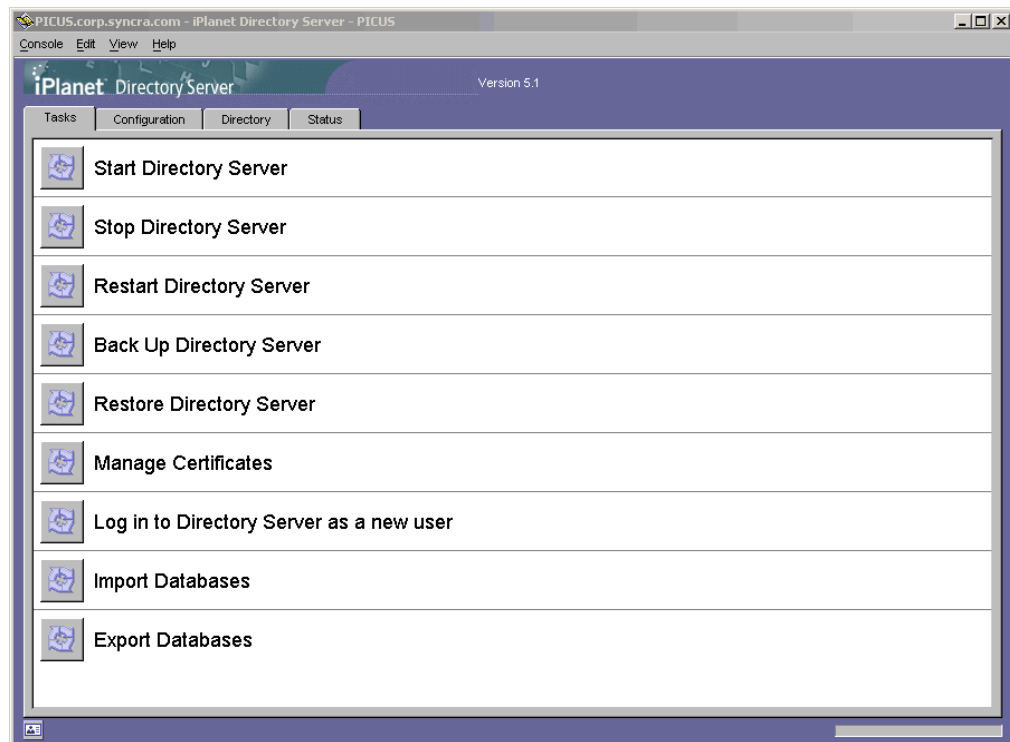 PICUS.corp.syncra.com - iPlanet Directory Server - PICUS
Console Edit View Help
iPlanet Directory Server
Version 5.1
Tasks Configuration Directory Status
Start Directory Server
Stop Directory Server
Restart Directory Server
Back Up Directory Server
Restore Directory Server
Manage Certificates
Log in to Directory Server as a new user
Import Databases
Export Databases